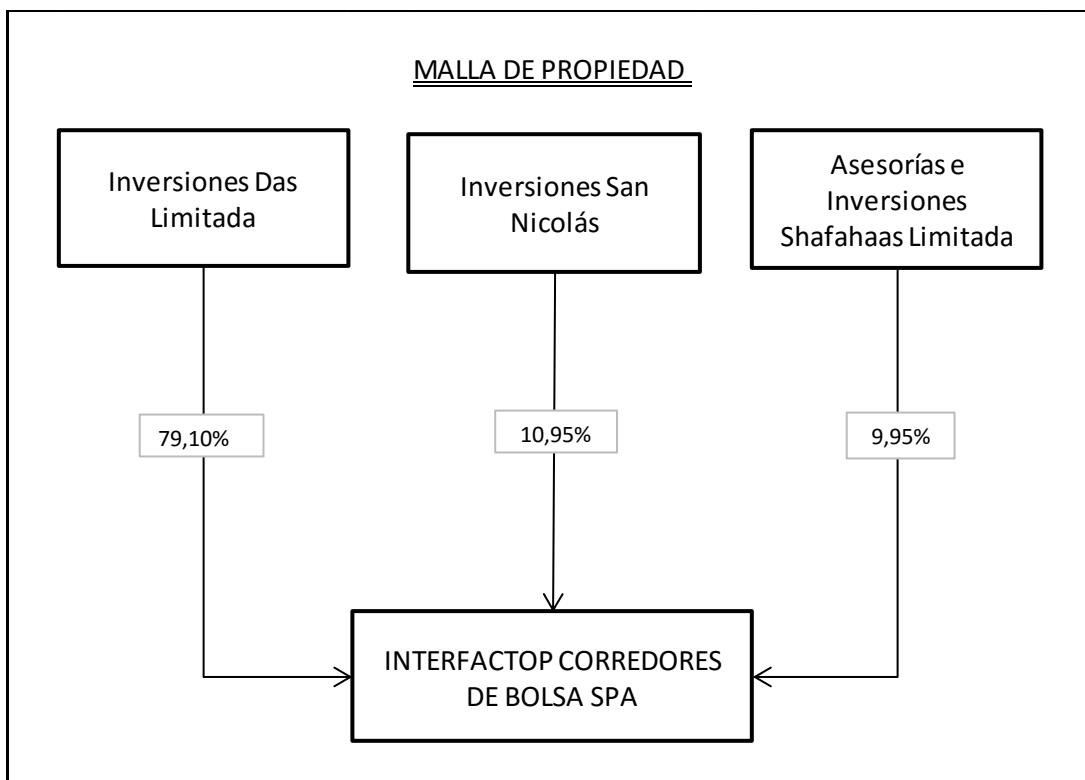 MALLA DE PROPIEDAD
Inversiones Das
Limitada
Inversiones San
Nicolás
Asesorías e
Inversiones
Shafahaas Limitada
79,10%
10,95%
9,95%
INTERFACTOP CORREDORES
DE BOLSA SPA